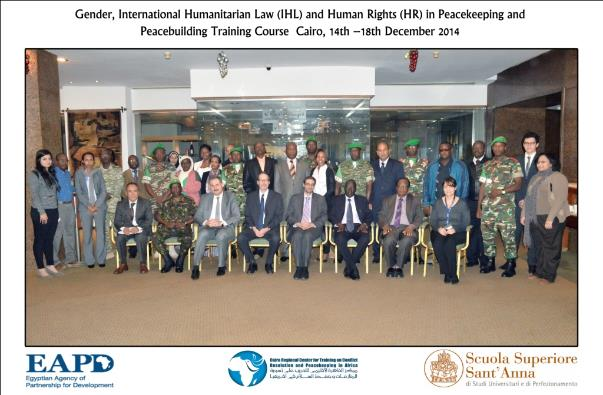 Gender, International Humanitarian Law (IHL) and Human Rights (HR) in Peacekeeping and
Peacebuilding Training Course Cairo, 14th –18th December 2014
EAPD
Egyptian Agency of
Partnership for Development
Cairo Regional Center for Training on Conflict
Resolution and Peacekeeping in Africa
Scuola Superiore
Sant'Anna
di Studi Universitari e di Perfezionamento